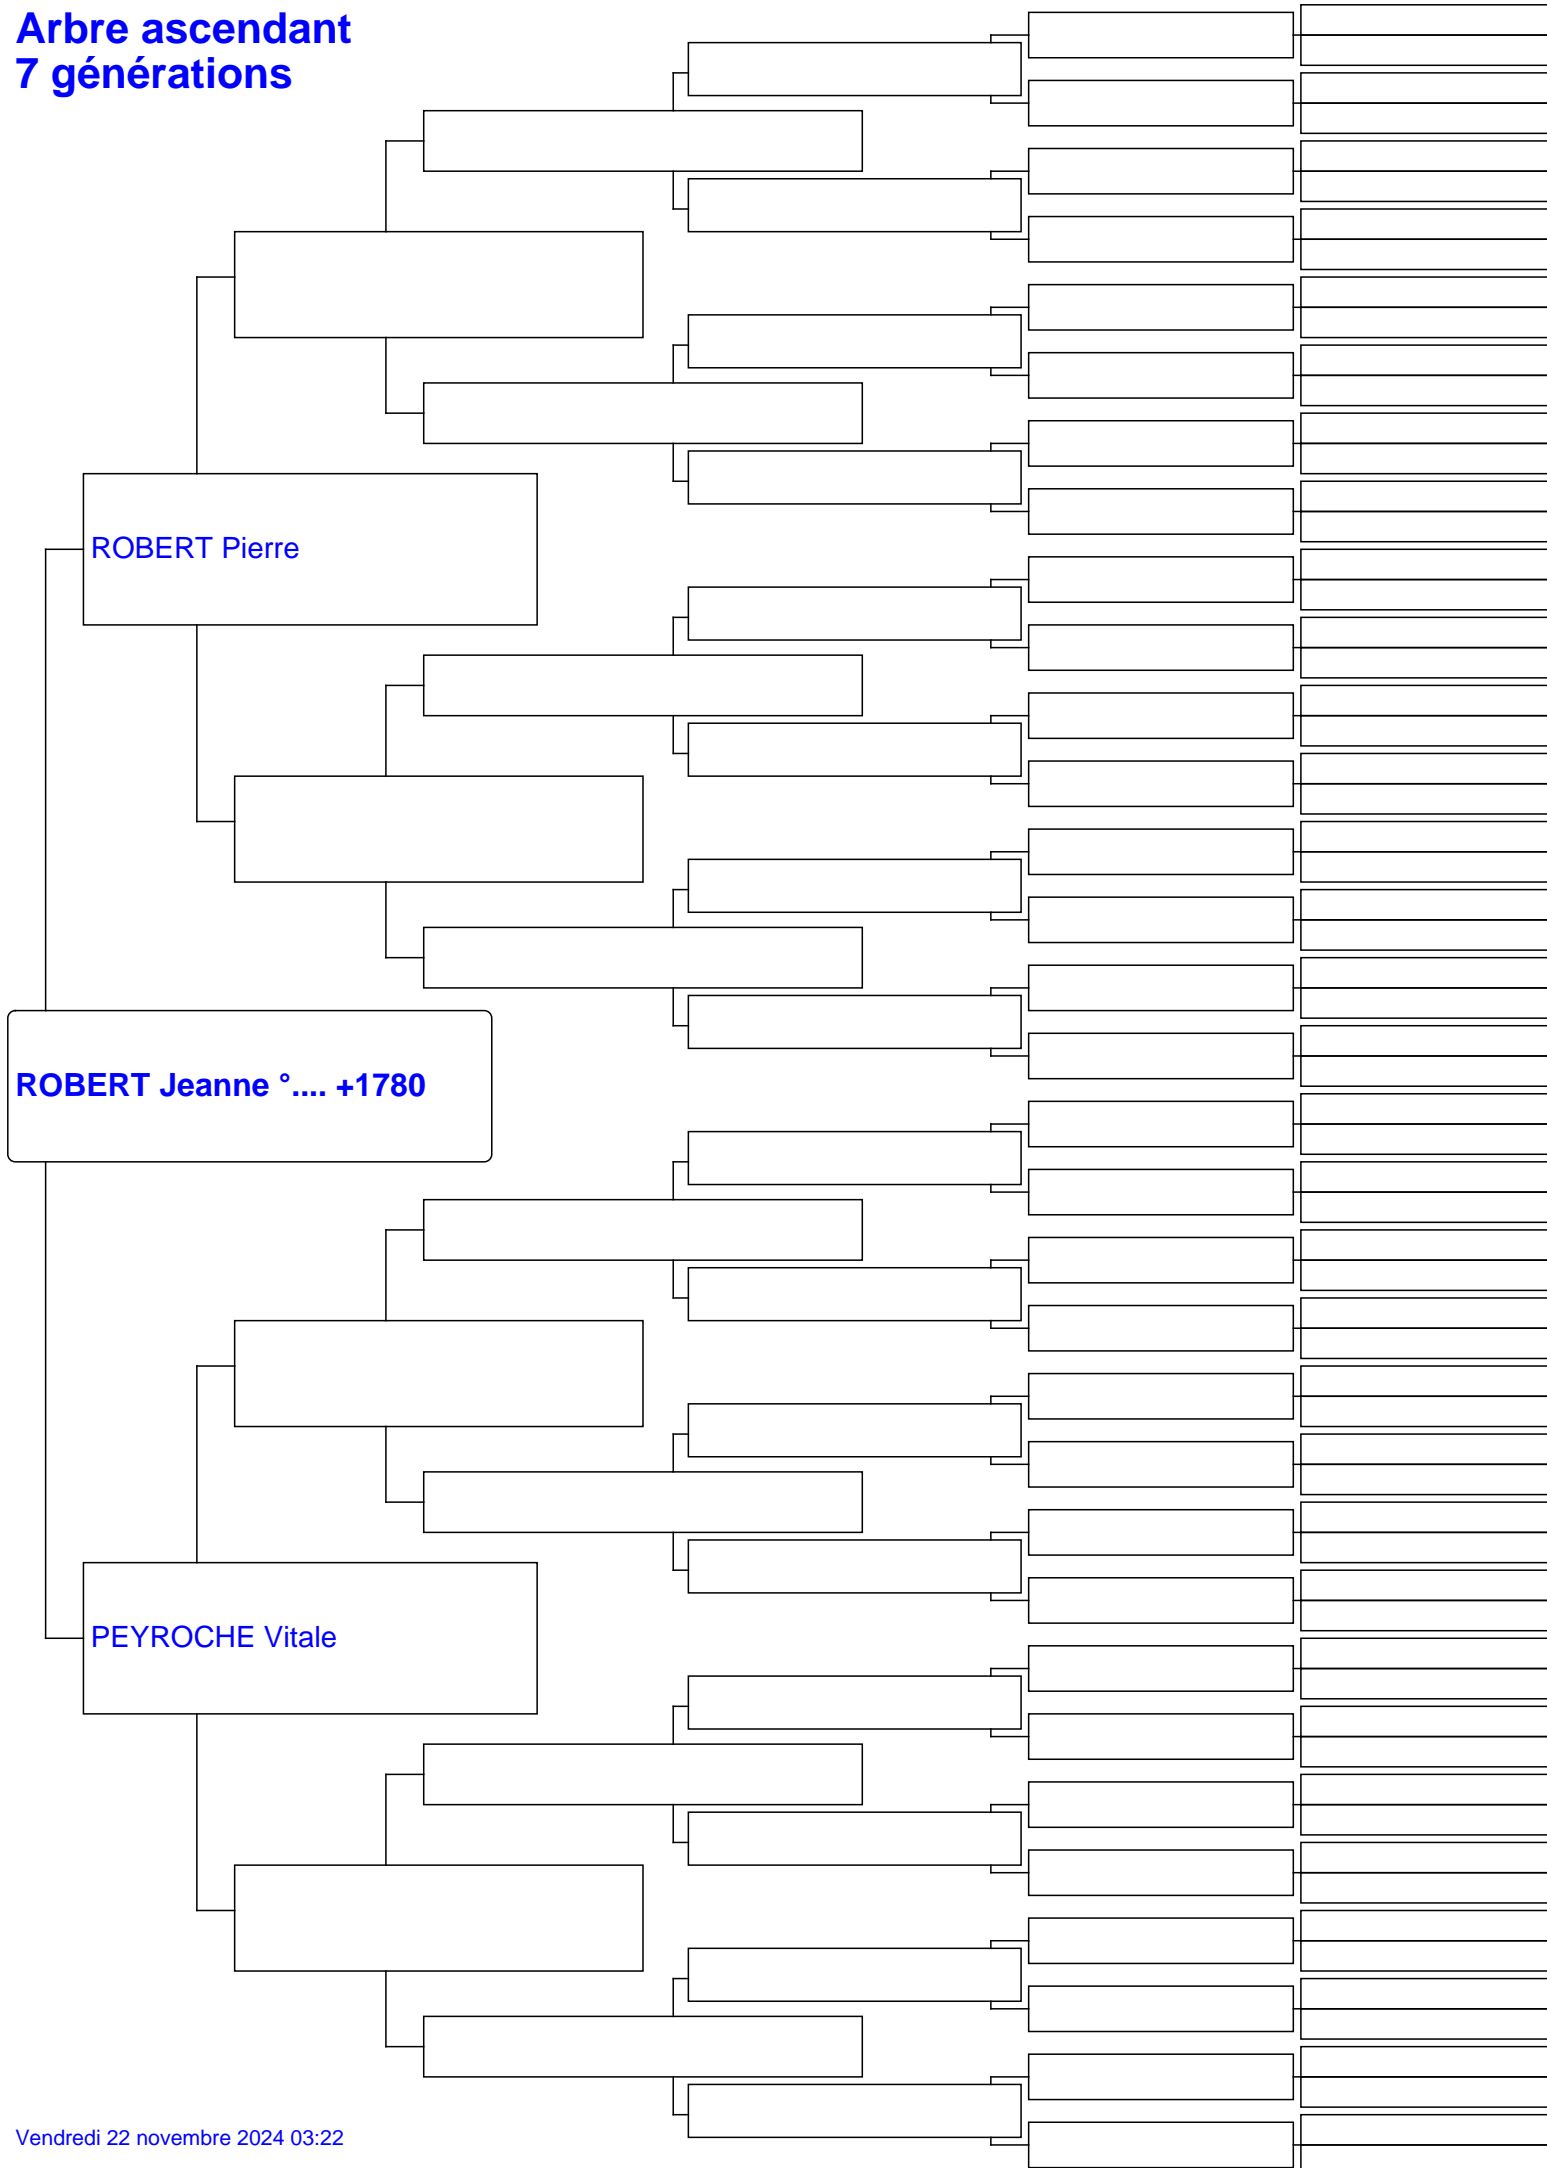 Arbre ascendant
7 générations
ROBERT Pierre
ROBERT Jeanne °.... +1780
PEYROCHE Vitale
Vendredi 22 novembre 2024 03:22